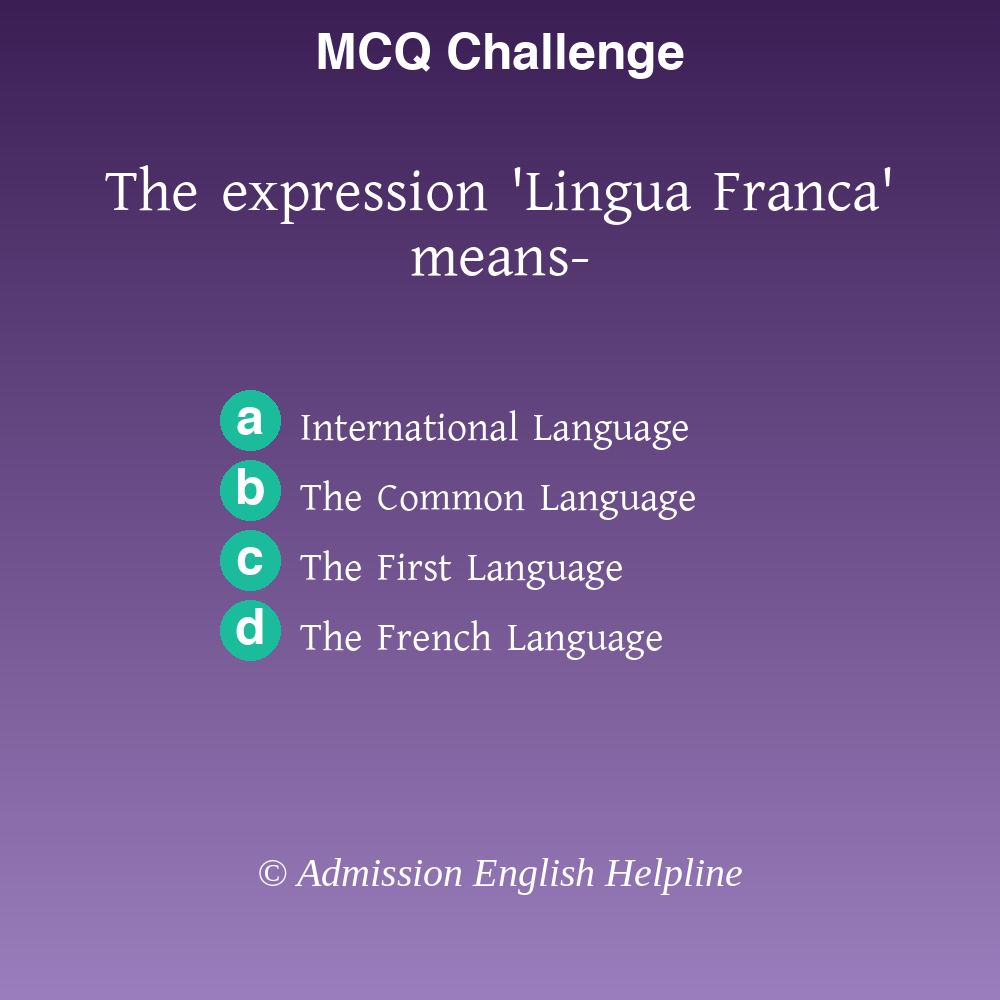 MCQ Challenge
The expression 'Lingua Franca'
means-
a International Language
b The Common Language
c The First Language
d The French Language
© Admission English Helpline